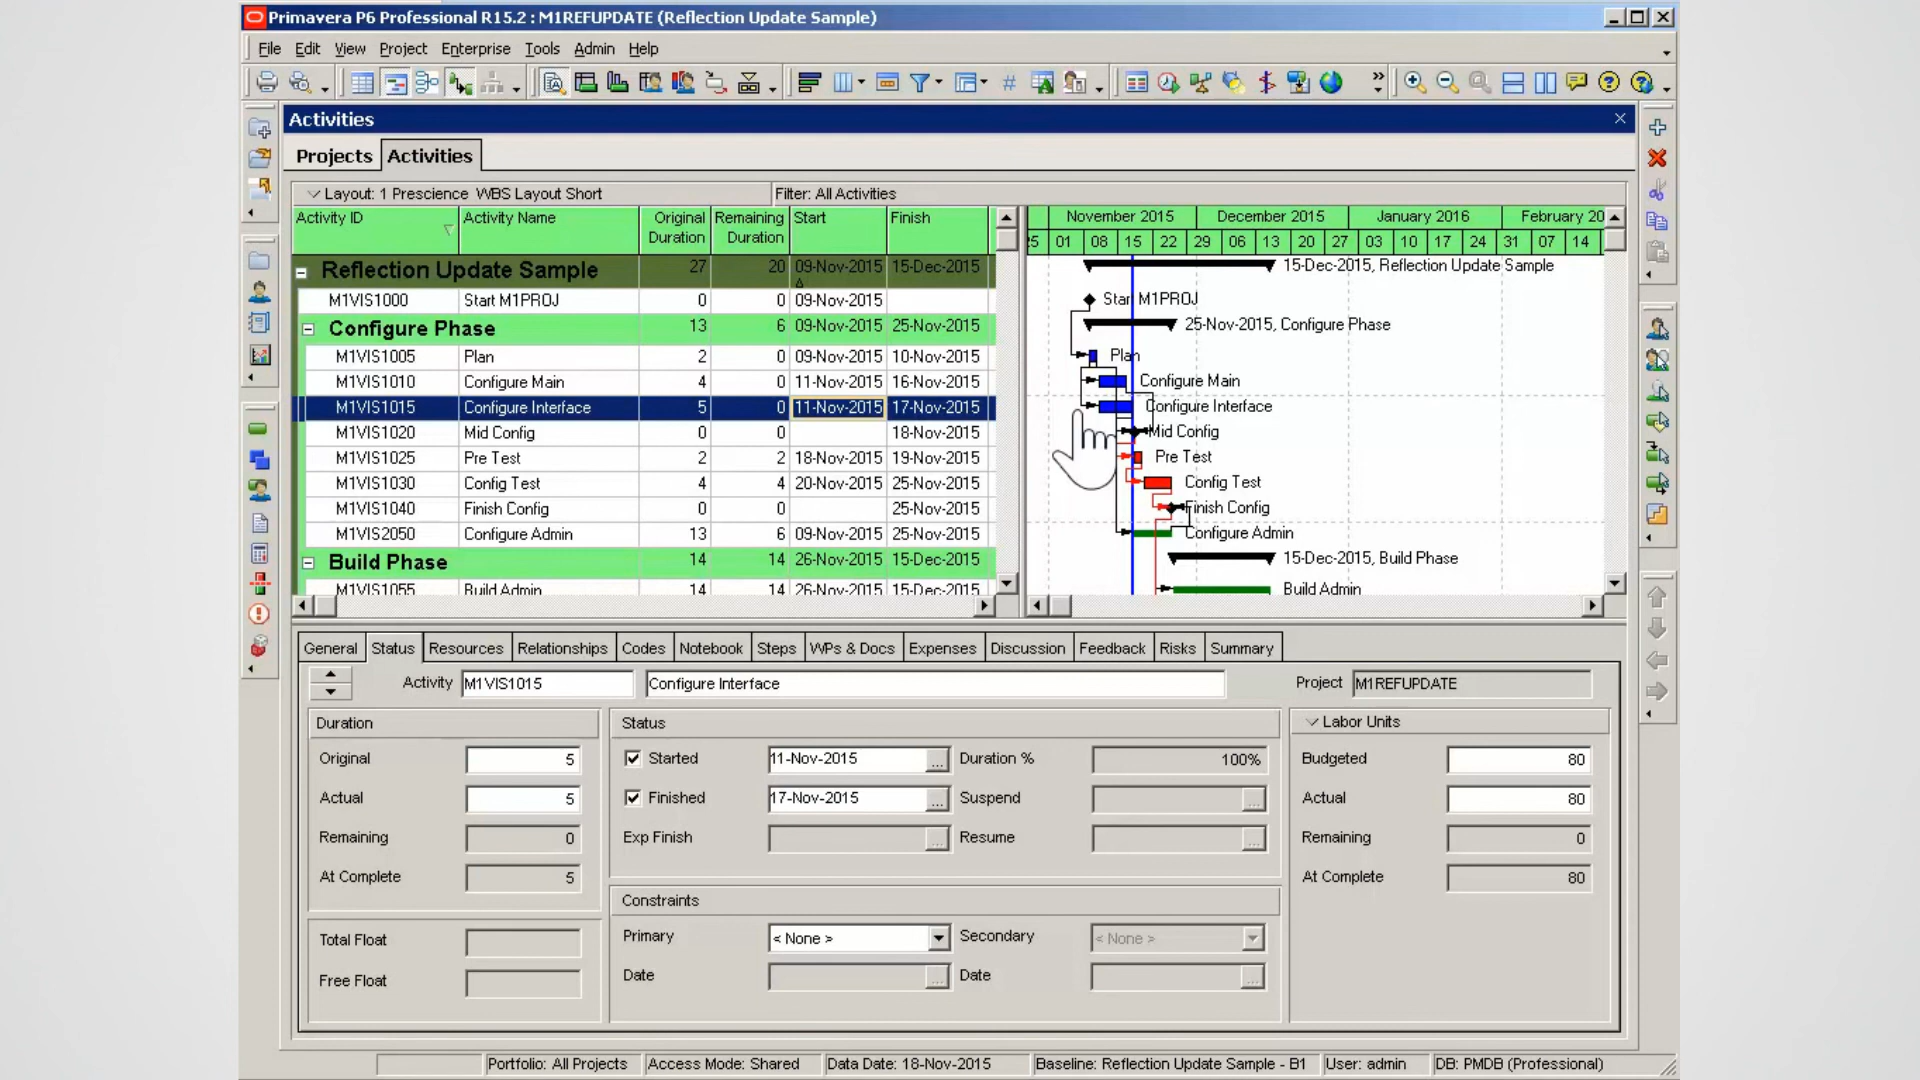 Primavera P6 Professional R15.2 : M1REFUPDATE (Reflection Update Sample)
File Edit View Project Enterprise Tools Admin Help
Activities
Projects Activities
Layout: 1 Prescience WBS Layout Short Filter: All Activities
Activity ID Activity Name Original Duration Remaining Duration Start Finish
November 2015 December 2015 January 2016 February 20
25 01 08 15 22 29 06 13 20 27 03 10 17 24 31 07 14
Reflection Update Sample 27 20 09-Nov-2015 A 15-Dec-2015 15-Dec-2015, Reflection Update Sample
M1VIS1000 Start M1PROJ 0 0 09-Nov-2015 Start M1PROJ
Configure Phase 13 6 09-Nov-2015 25-Nov-2015 25-Nov-2015, Configure Phase
M1VIS1005 Plan 2 0 09-Nov-2015 10-Nov-2015 Plan
M1VIS1010 Configure Main 4 0 11-Nov-2015 16-Nov-2015 Configure Main
M1VIS1015 Configure Interface 5 0 11-Nov-2015 17-Nov-2015 Configure Interface
M1VIS1020 Mid Config 0 0 18-Nov-2015 Mid Config
M1VIS1025 Pre Test 2 2 18-Nov-2015 19-Nov-2015 Pre Test
M1VIS1030 Config Test 4 4 20-Nov-2015 25-Nov-2015 Config Test
M1VIS1040 Finish Config 0 0 25-Nov-2015 Finish Config
M1VIS2050 Configure Admin 13 6 09-Nov-2015 25-Nov-2015 Configure Admin
Build Phase 14 14 26-Nov-2015 15-Dec-2015 15-Dec-2015, Build Phase
M1VIS1055 Build Admin 14 14 26-Nov-2015 15-Dec-2015 Build Admin
General Status Resources Relationships Codes Notebook Steps WPs & Docs Expenses Discussion Feedback Risks Summary
Activity M1VIS1015 Configure Interface Project M1REFUPDATE
Duration Status Labor Units
Original 5 Started 11-Nov-2015 ... Duration % 100% Budgeted 80
Actual 5 Finished 17-Nov-2015 ... Suspend ... Actual 80
Remaining 0 Exp Finish ... Resume ... Remaining 0
At Complete 5 At Complete 80
Constraints
Total Float Primary < None > Secondary < None >
Free Float Date ... Date ...
Portfolio: All Projects Access Mode: Shared Data Date: 18-Nov-2015 Baseline: Reflection Update Sample - B1 User: admin DB: PMDB (Professional)